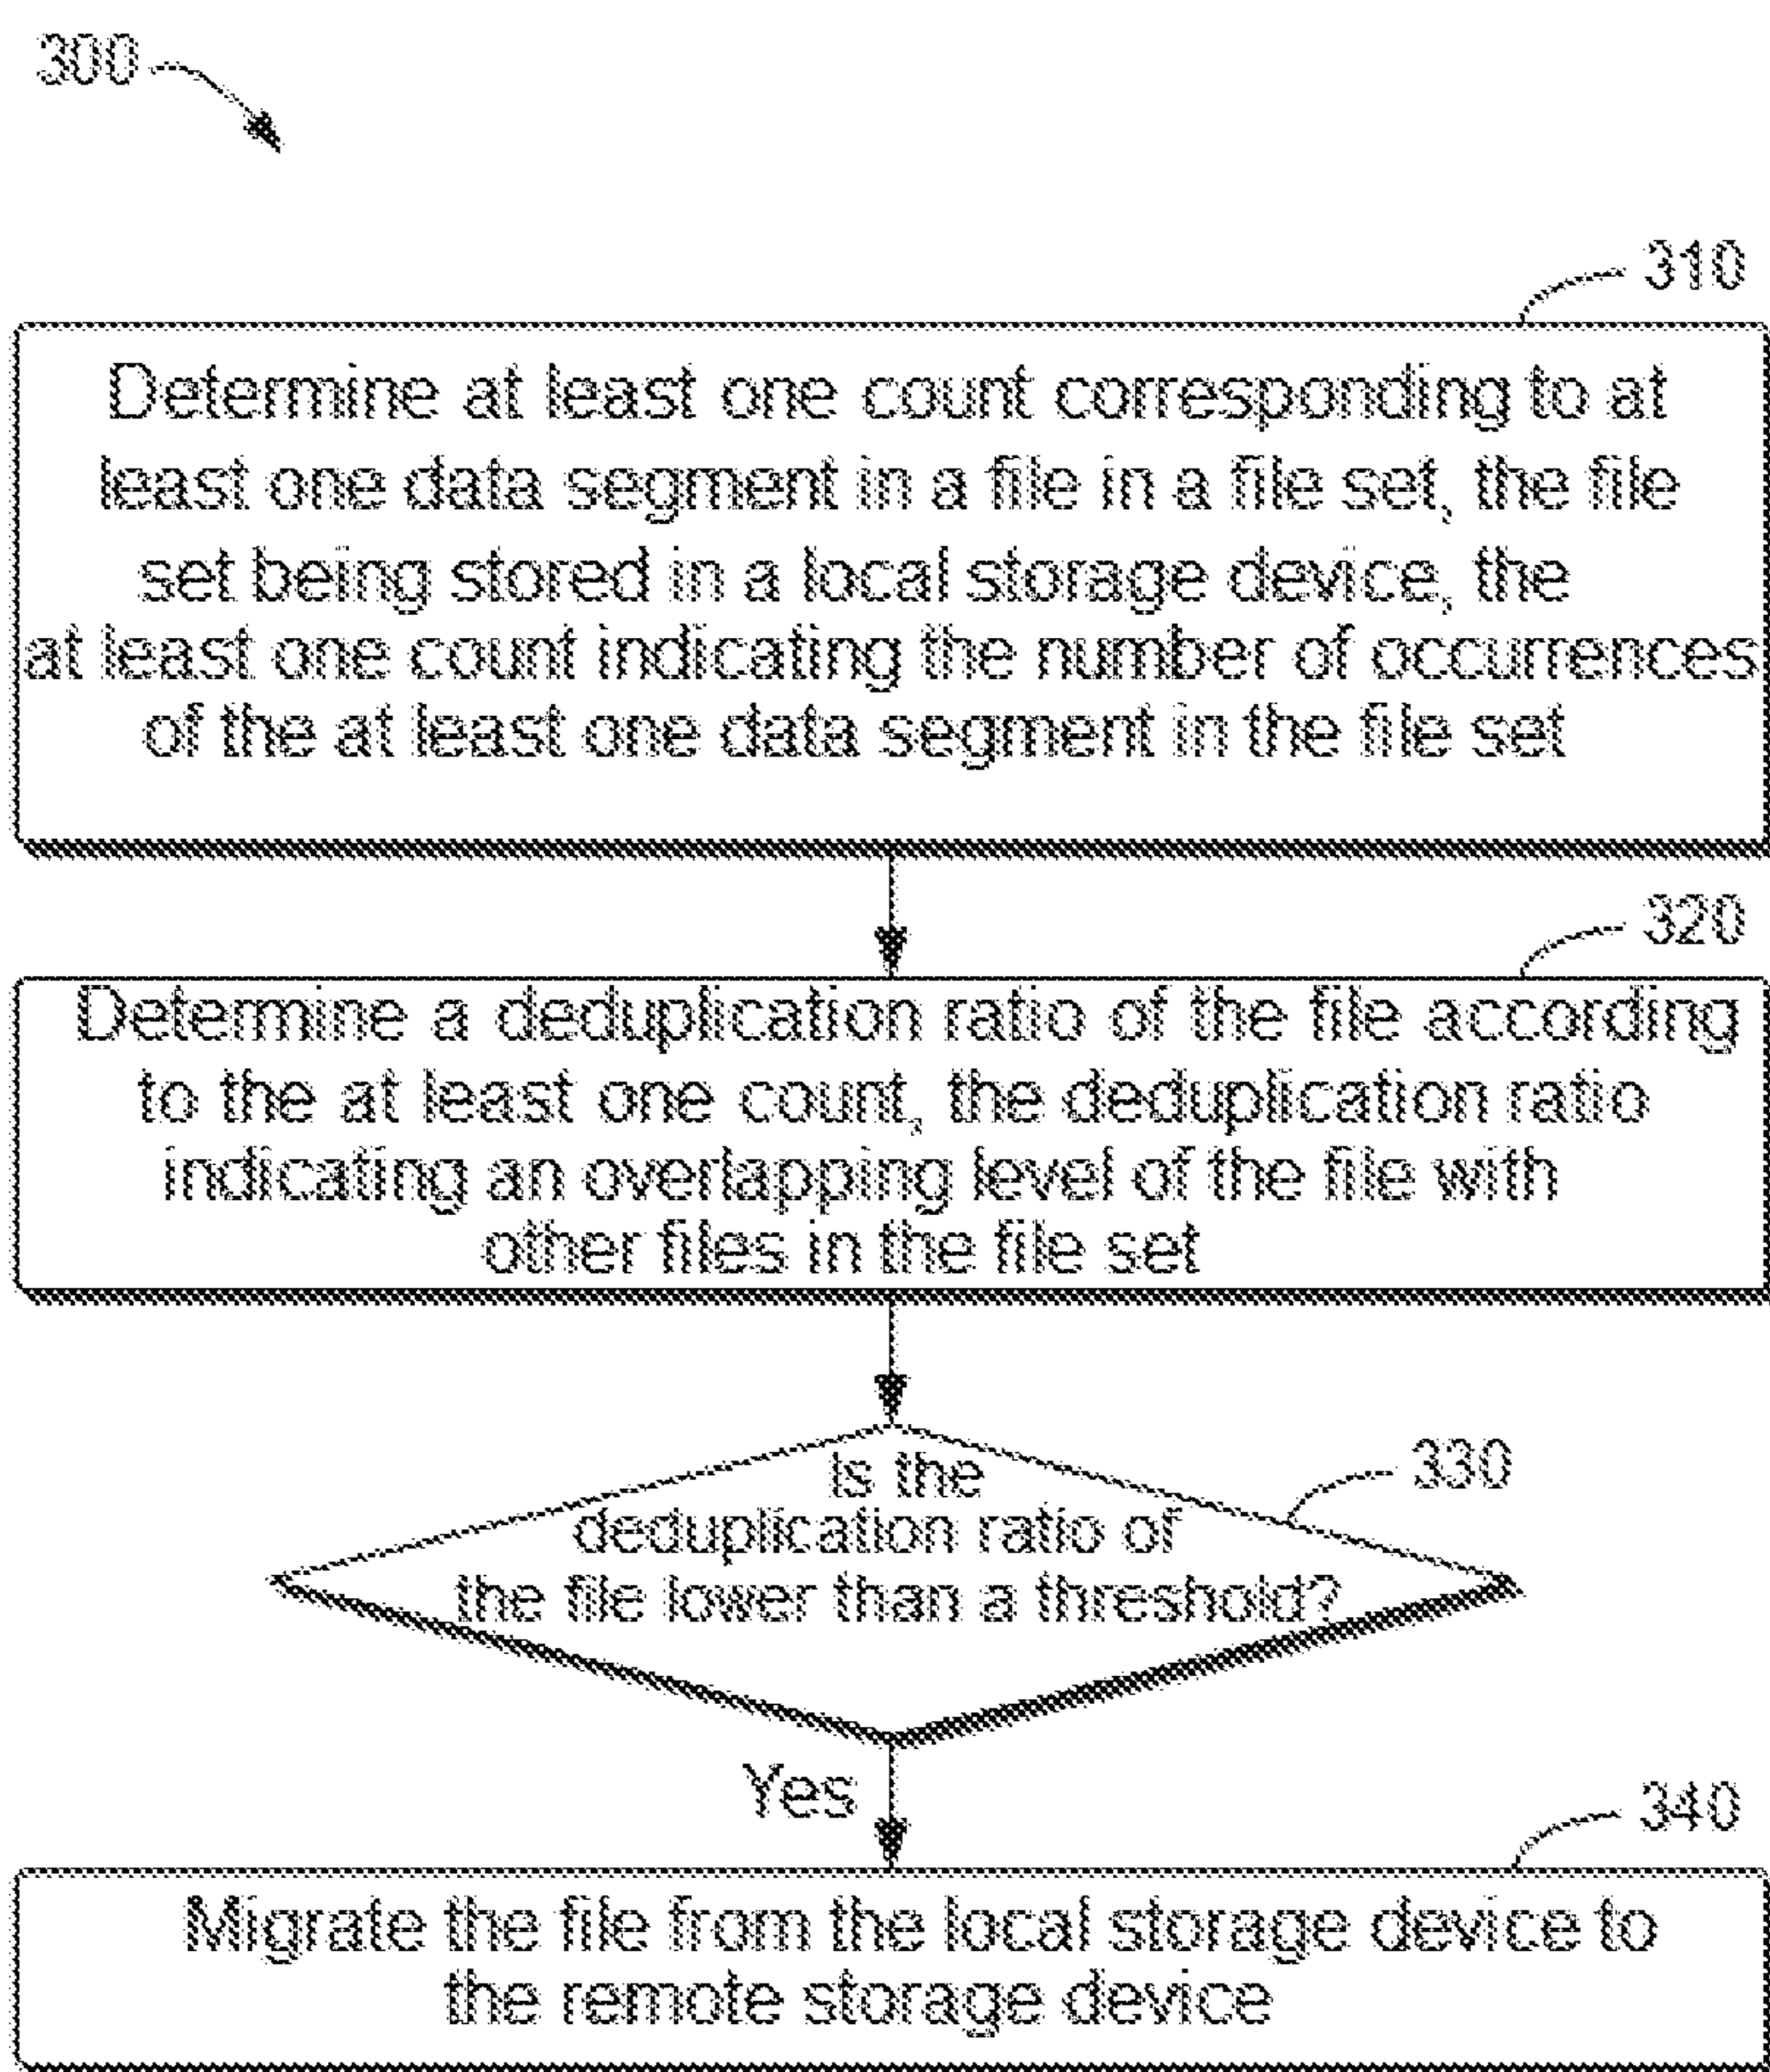 300
310
Determine at least one count corresponding to at
least one data segment in a file in a file set, the file
set being stored in a local storage device, the
at least one count indicating the number of occurrences
of the at least one data segment in the file set
320
Determine a deduplication ratio of the file according
to the at least one count, the deduplication ratio
indicating an overlapping level of the file with
other files in the file set
330
Is the
deduplication ratio of
the file lower than a threshold?
Yes
340
Migrate the file from the local storage device to
the remote storage device